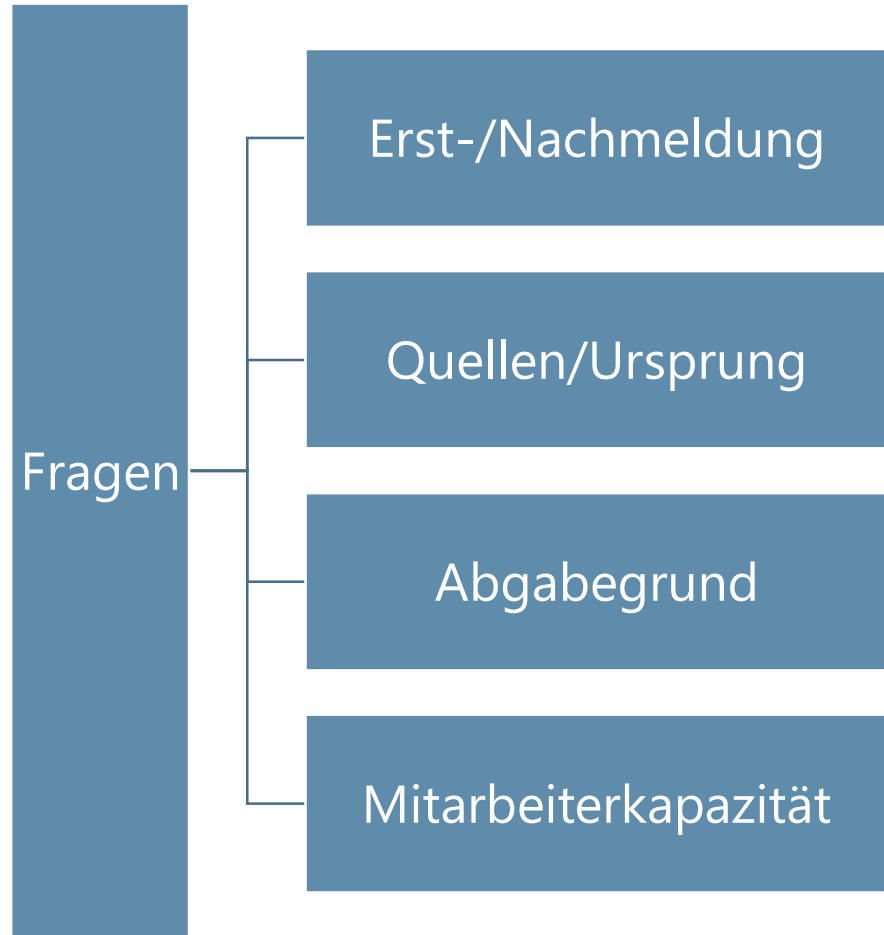 Fragen
Erst-/Nachmeldung
Quellen/Ursprung
Abgabegrund
Mitarbeiterkapazität